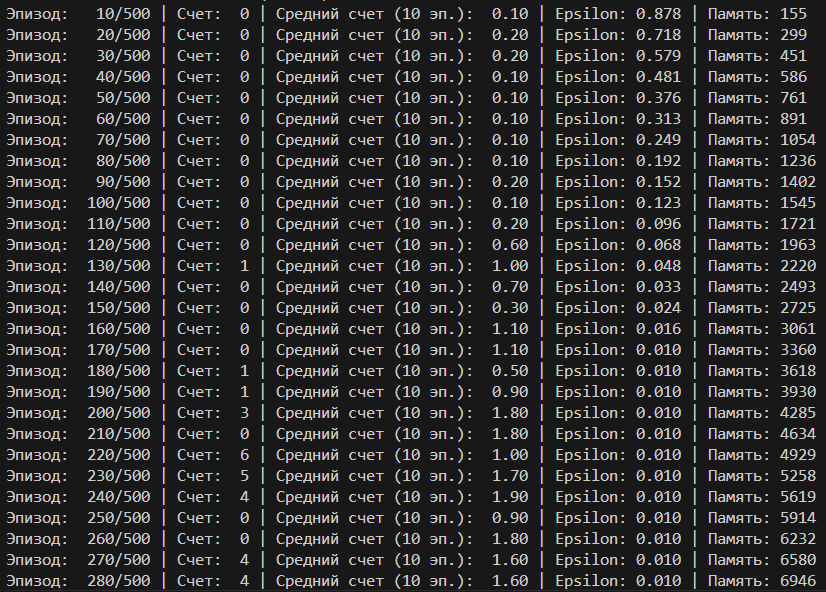 Эпизод:   10/500 | Счет:  0 | Средний счет (10 эп.):  0.10 | Epsilon: 0.878 | Память: 155
Эпизод:   20/500 | Счет:  0 | Средний счет (10 эп.):  0.20 | Epsilon: 0.718 | Память: 299
Эпизод:   30/500 | Счет:  0 | Средний счет (10 эп.):  0.20 | Epsilon: 0.579 | Память: 451
Эпизод:   40/500 | Счет:  0 | Средний счет (10 эп.):  0.10 | Epsilon: 0.481 | Память: 586
Эпизод:   50/500 | Счет:  0 | Средний счет (10 эп.):  0.10 | Epsilon: 0.376 | Память: 761
Эпизод:   60/500 | Счет:  0 | Средний счет (10 эп.):  0.10 | Epsilon: 0.313 | Память: 891
Эпизод:   70/500 | Счет:  0 | Средний счет (10 эп.):  0.10 | Epsilon: 0.249 | Память: 1054
Эпизод:   80/500 | Счет:  0 | Средний счет (10 эп.):  0.10 | Epsilon: 0.192 | Память: 1236
Эпизод:   90/500 | Счет:  0 | Средний счет (10 эп.):  0.20 | Epsilon: 0.152 | Память: 1402
Эпизод:  100/500 | Счет:  0 | Средний счет (10 эп.):  0.10 | Epsilon: 0.123 | Память: 1545
Эпизод:  110/500 | Счет:  0 | Средний счет (10 эп.):  0.20 | Epsilon: 0.096 | Память: 1721
Эпизод:  120/500 | Счет:  0 | Средний счет (10 эп.):  0.60 | Epsilon: 0.068 | Память: 1963
Эпизод:  130/500 | Счет:  1 | Средний счет (10 эп.):  1.00 | Epsilon: 0.048 | Память: 2220
Эпизод:  140/500 | Счет:  0 | Средний счет (10 эп.):  0.70 | Epsilon: 0.033 | Память: 2493
Эпизод:  150/500 | Счет:  0 | Средний счет (10 эп.):  0.30 | Epsilon: 0.024 | Память: 2725
Эпизод:  160/500 | Счет:  0 | Средний счет (10 эп.):  1.10 | Epsilon: 0.016 | Память: 3061
Эпизод:  170/500 | Счет:  0 | Средний счет (10 эп.):  1.10 | Epsilon: 0.010 | Память: 3360
Эпизод:  180/500 | Счет:  1 | Средний счет (10 эп.):  0.50 | Epsilon: 0.010 | Память: 3618
Эпизод:  190/500 | Счет:  1 | Средний счет (10 эп.):  0.90 | Epsilon: 0.010 | Память: 3930
Эпизод:  200/500 | Счет:  3 | Средний счет (10 эп.):  1.80 | Epsilon: 0.010 | Память: 4285
Эпизод:  210/500 | Счет:  0 | Средний счет (10 эп.):  1.80 | Epsilon: 0.010 | Память: 4634
Эпизод:  220/500 | Счет:  6 | Средний счет (10 эп.):  1.00 | Epsilon: 0.010 | Память: 4929
Эпизод:  230/500 | Счет:  5 | Средний счет (10 эп.):  1.70 | Epsilon: 0.010 | Память: 5258
Эпизод:  240/500 | Счет:  4 | Средний счет (10 эп.):  1.90 | Epsilon: 0.010 | Память: 5619
Эпизод:  250/500 | Счет:  0 | Средний счет (10 эп.):  0.90 | Epsilon: 0.010 | Память: 5914
Эпизод:  260/500 | Счет:  0 | Средний счет (10 эп.):  1.80 | Epsilon: 0.010 | Память: 6232
Эпизод:  270/500 | Счет:  4 | Средний счет (10 эп.):  1.60 | Epsilon: 0.010 | Память: 6580
Эпизод:  280/500 | Счет:  4 | Средний счет (10 эп.):  1.60 | Epsilon: 0.010 | Память: 6946